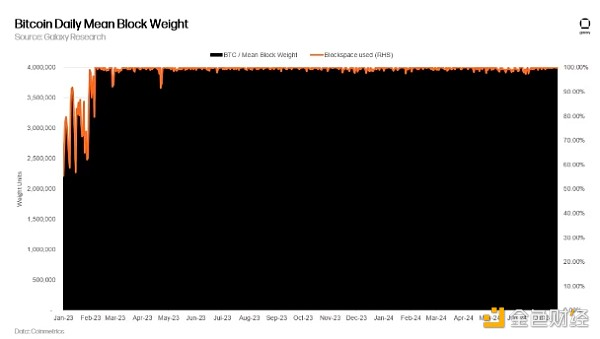 Bitcoin Daily Mean Block Weight
Source: Galaxy Research
BTC / Mean Block Weight
Blockspace used (RHS)
4,000,000
3,500,000
3,000,000
2,500,000
2,000,000
1,500,000
1,000,000
500,000
-
Weight Units
100.00%
90.00%
80.00%
70.00%
60.00%
50.00%
40.00%
30.00%
20.00%
10.00%
Jan-23 Feb-23 Mar-23 Apr-23 May-23 Jun-23 Jul-23 Aug-23 Sep-23 Oct-23 Nov-23 Dec-23 Jan-24 Feb-24 Mar-24 Apr-24
金色财经
Data: Coinmetrics